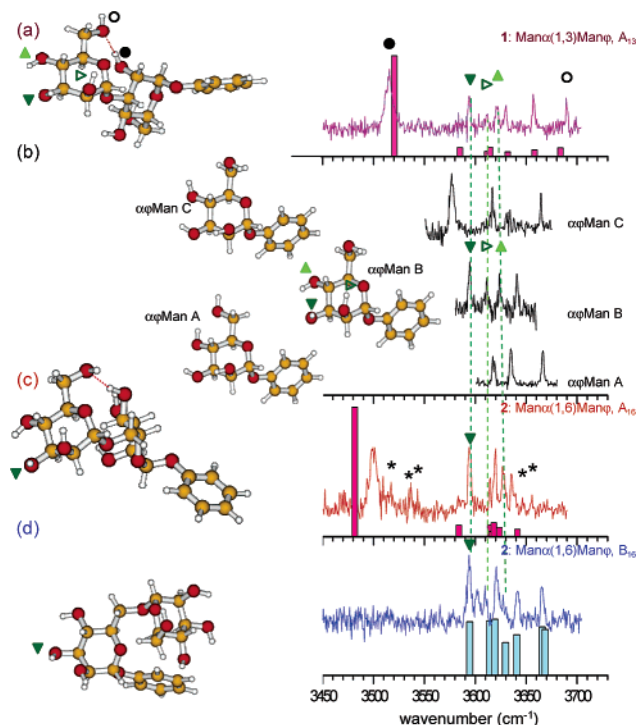 (a)
1: Manα(1,3)Manφ, A13
(b)
αφMan C
αφMan C
αφMan B
αφMan B
αφMan A
αφMan A
(c)
2: Manα(1,6)Manφ, A16
* * * * *
(d)
2: Manα(1,6)Manφ, B16
3450 3500 3550 3600 3650 3700
wavenumber (cm-1)